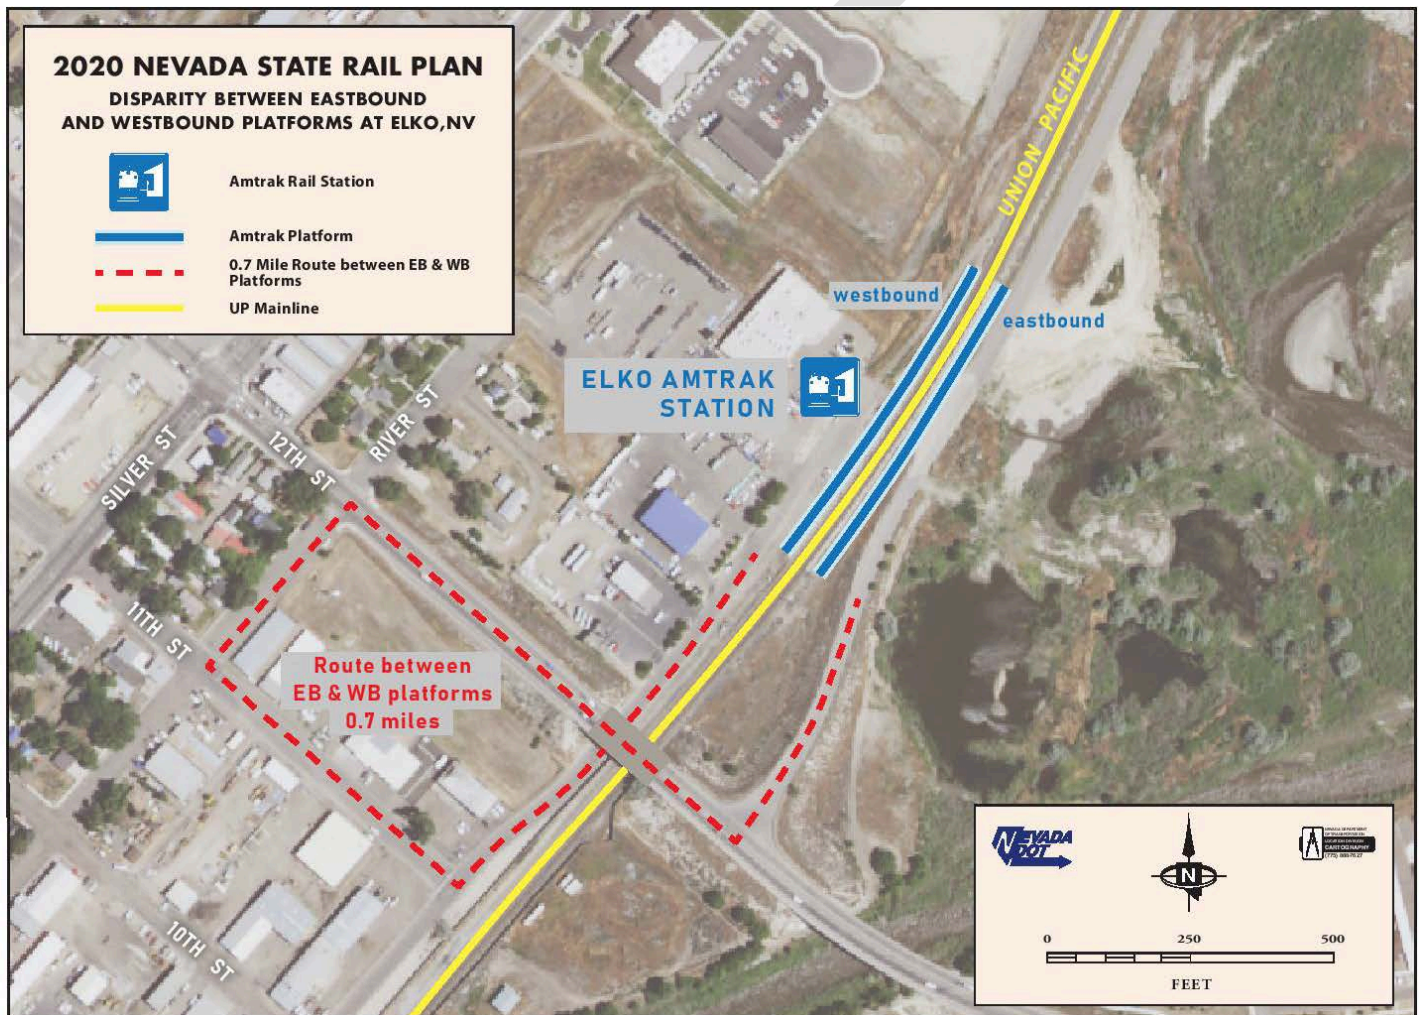 2020 NEVADA STATE RAIL PLAN
DISPARITY BETWEEN EASTBOUND
AND WESTBOUND PLATFORMS AT ELKO,NV
Amtrak Rail Station
Amtrak Platform
0.7 Mile Route between EB & WB
Platforms
UP Mainline
UNION PACIFIC
westbound
eastbound
ELKO AMTRAK
STATION
SILVER ST
12TH ST
RIVER ST
11TH ST
10TH ST
Route between
EB & WB platforms
0.7 miles
NEVADA
DOT
N
CARTOGRAPHY
0 250 500
FEET